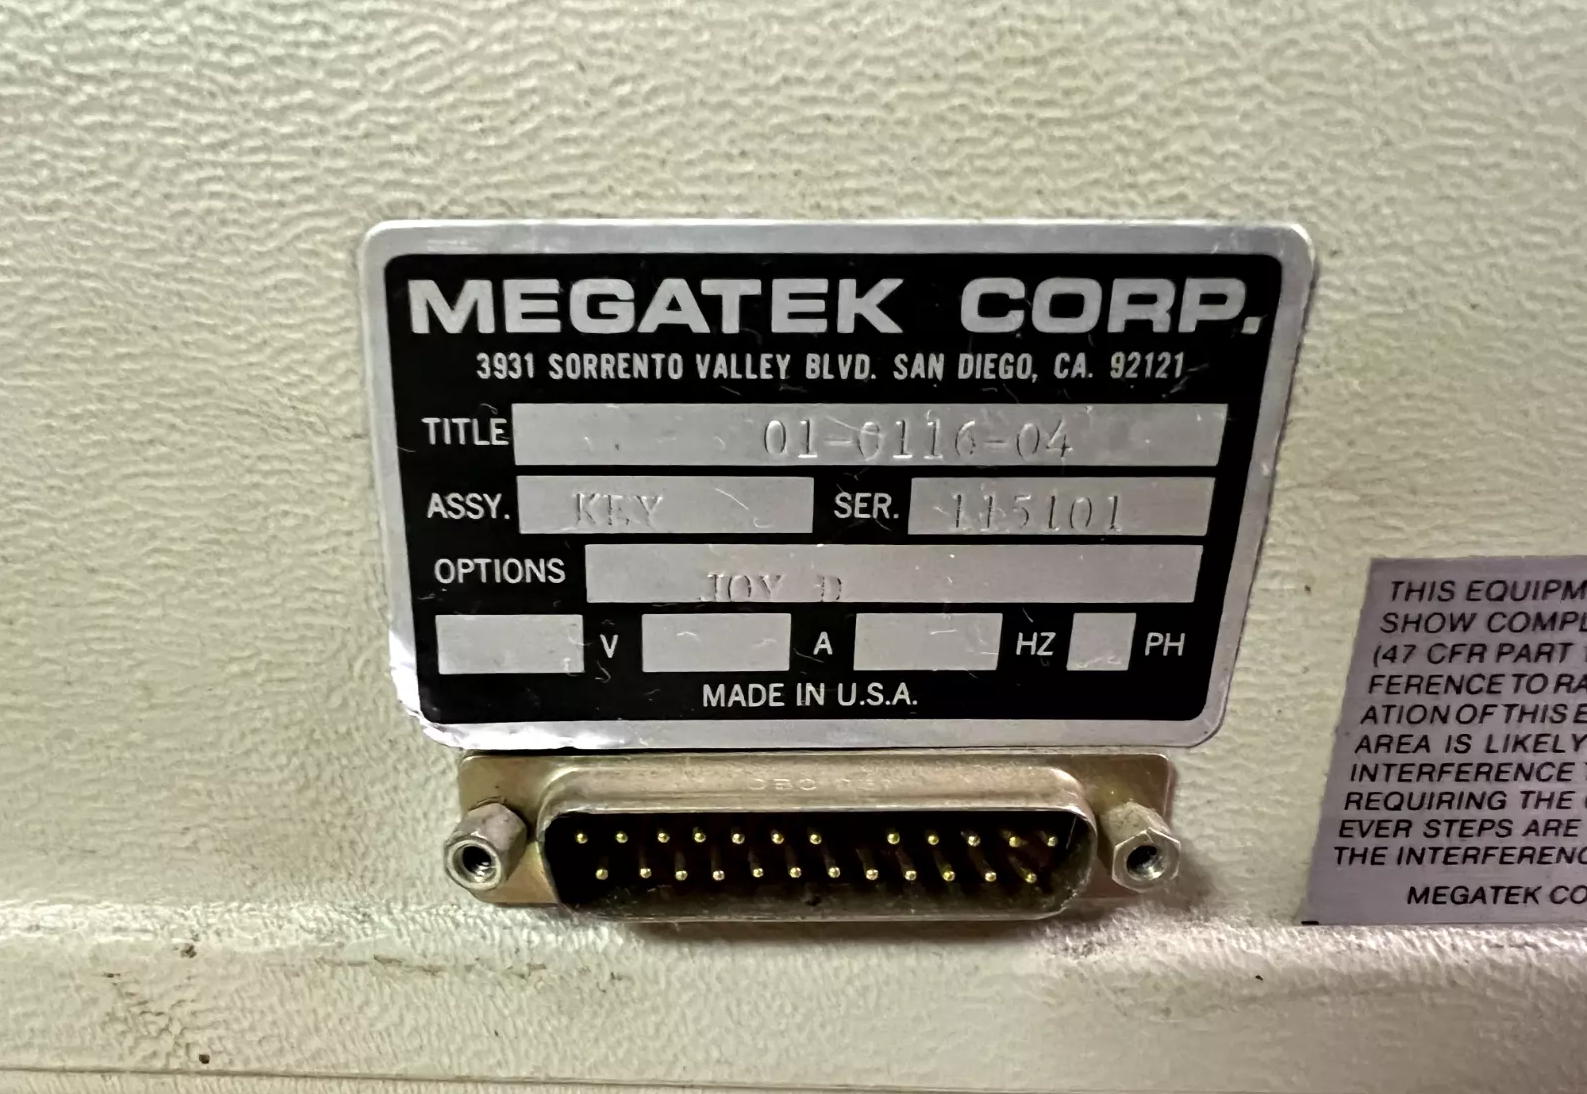 MEGATEK CORP.
3931 SORRENTO VALLEY BLVD. SAN DIEGO, CA. 92121
TITLE 01-0116-04
ASSY. KEY SER. 115101
OPTIONS JOY D
V A HZ PH
MADE IN U.S.A.
THIS EQUIPM
SHOW COMPL
(47 CFR PART 1
FERENCE TO RA
ATION OF THIS E
AREA IS LIKELY
INTERFERENCE
REQUIRING THE
EVER STEPS ARE
THE INTERFERENC
MEGATEK CO